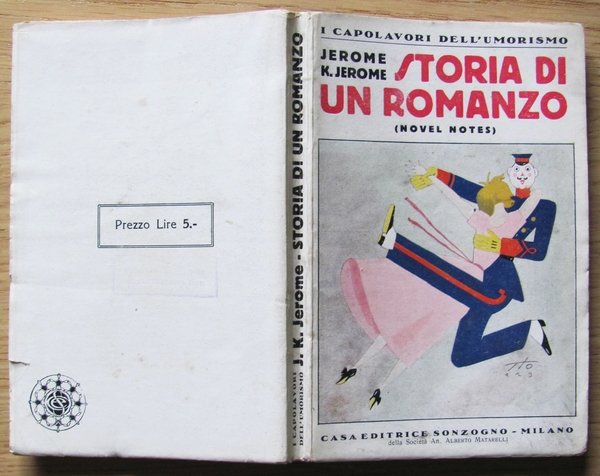 Prezzo Lire 5.-
I CAPOLAVORI
DELL'UMORISMO
J. K. Jerome - STORIA DI UN ROMANZO
I CAPOLAVORI DELL'UMORISMO
JEROME
K. JEROME
STORIA DI
UN ROMANZO
(NOVEL NOTES)
STO
CASA EDITRICE SONZOGNO - MILANO
della Società An. ALBERTO MATARELLI